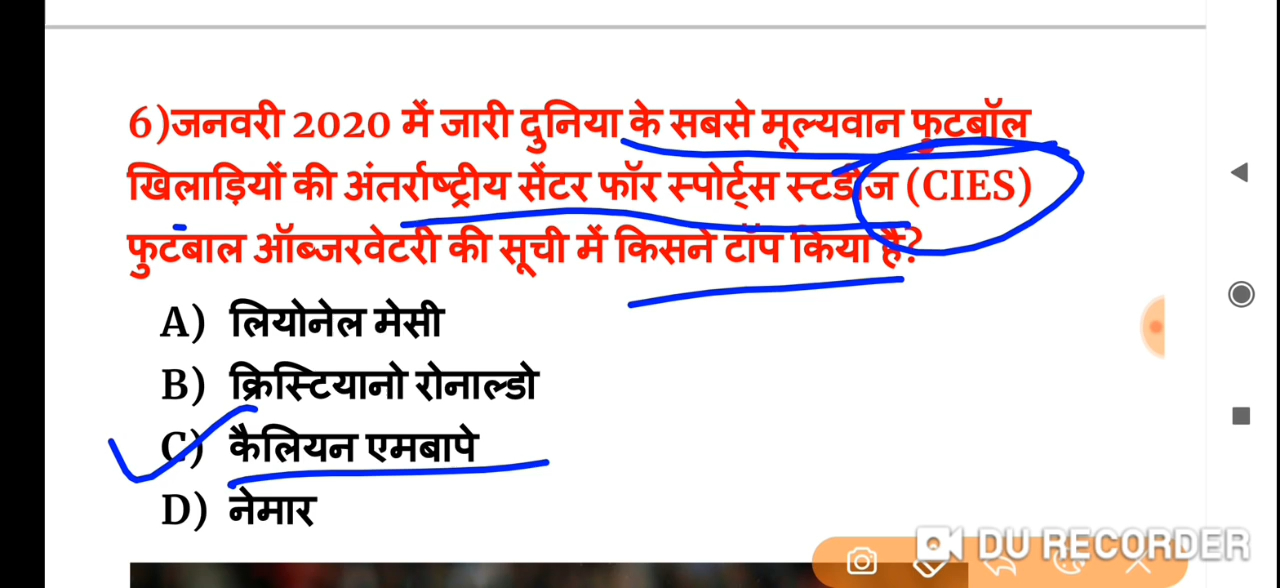 6)जनवरी 2020 में जारी दुनिया के सबसे मूल्यवान फुटबॉल
खिलाड़ियों की अंतर्राष्ट्रीय सेंटर फॉर स्पोर्ट्स स्टडीज (CIES)
फुटबाल ऑब्जरवेटरी की सूची में किसने टॉप किया है?
A) लियोनेल मेसी
B) क्रिस्टियानो रोनाल्डो
C) कैलियन एमबापे
D) नेमार
DU RECORDER